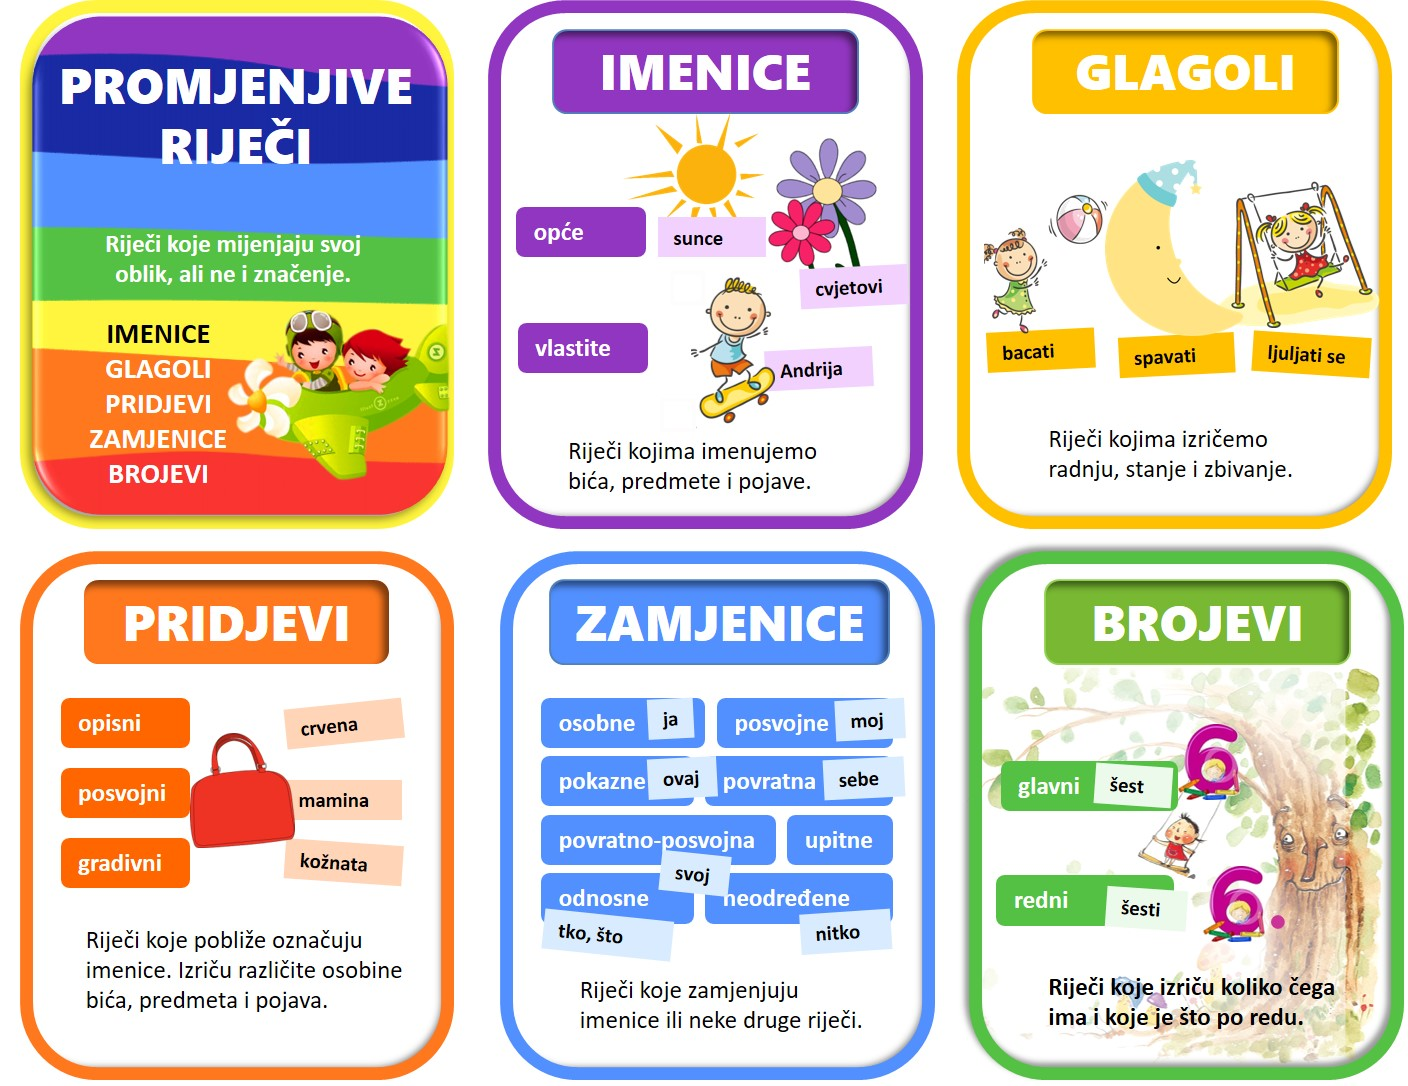 PROMJENJIVE
RIJEČI
Riječi koje mijenjaju svoj
oblik, ali ne i značenje.
IMENICE
GLAGOLI
PRIDJEVI
ZAMJENICE
BROJEVI
IMENICE
opće
sunce
cvjetovi
vlastite
Andrija
Riječi kojima imenujemo
bića, predmete i pojave.
GLAGOLI
bacati
spavati
ljuljati se
Riječi kojima izričemo
radnju, stanje i zbivanje.
PRIDJEVI
opisni
crvena
posvojni
mamina
gradivni
kožnata
Riječi koje pobliže označuju
imenice. Izriču različite osobine
bića, predmeta i pojava.
ZAMJENICE
osobne ja
posvojne moj
pokazne ovaj
povratna sebe
povratno-posvojna
svoj
upitne
odnosne
tko, što
neodređene
nitko
Riječi koje zamjenjuju
imenice ili neke druge riječi.
BROJEVI
glavni šest
6
redni šesti
6.
Riječi koje izriču koliko čega
ima i koje je što po redu.